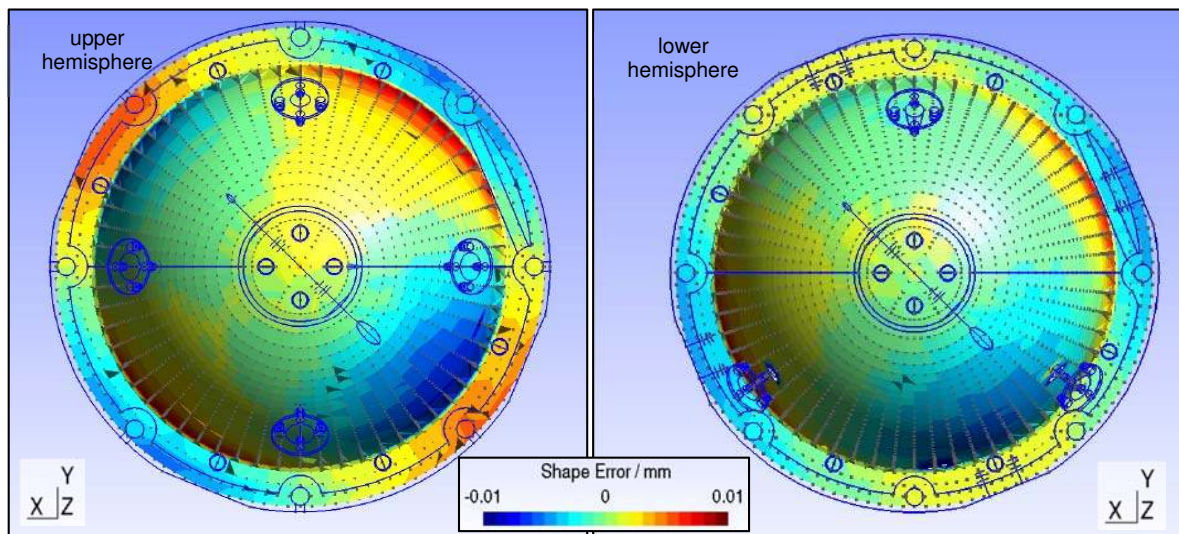 upper
hemisphere
lower
hemisphere
Y
X Z
Shape Error / mm
-0.01 0 0.01
Y
X Z